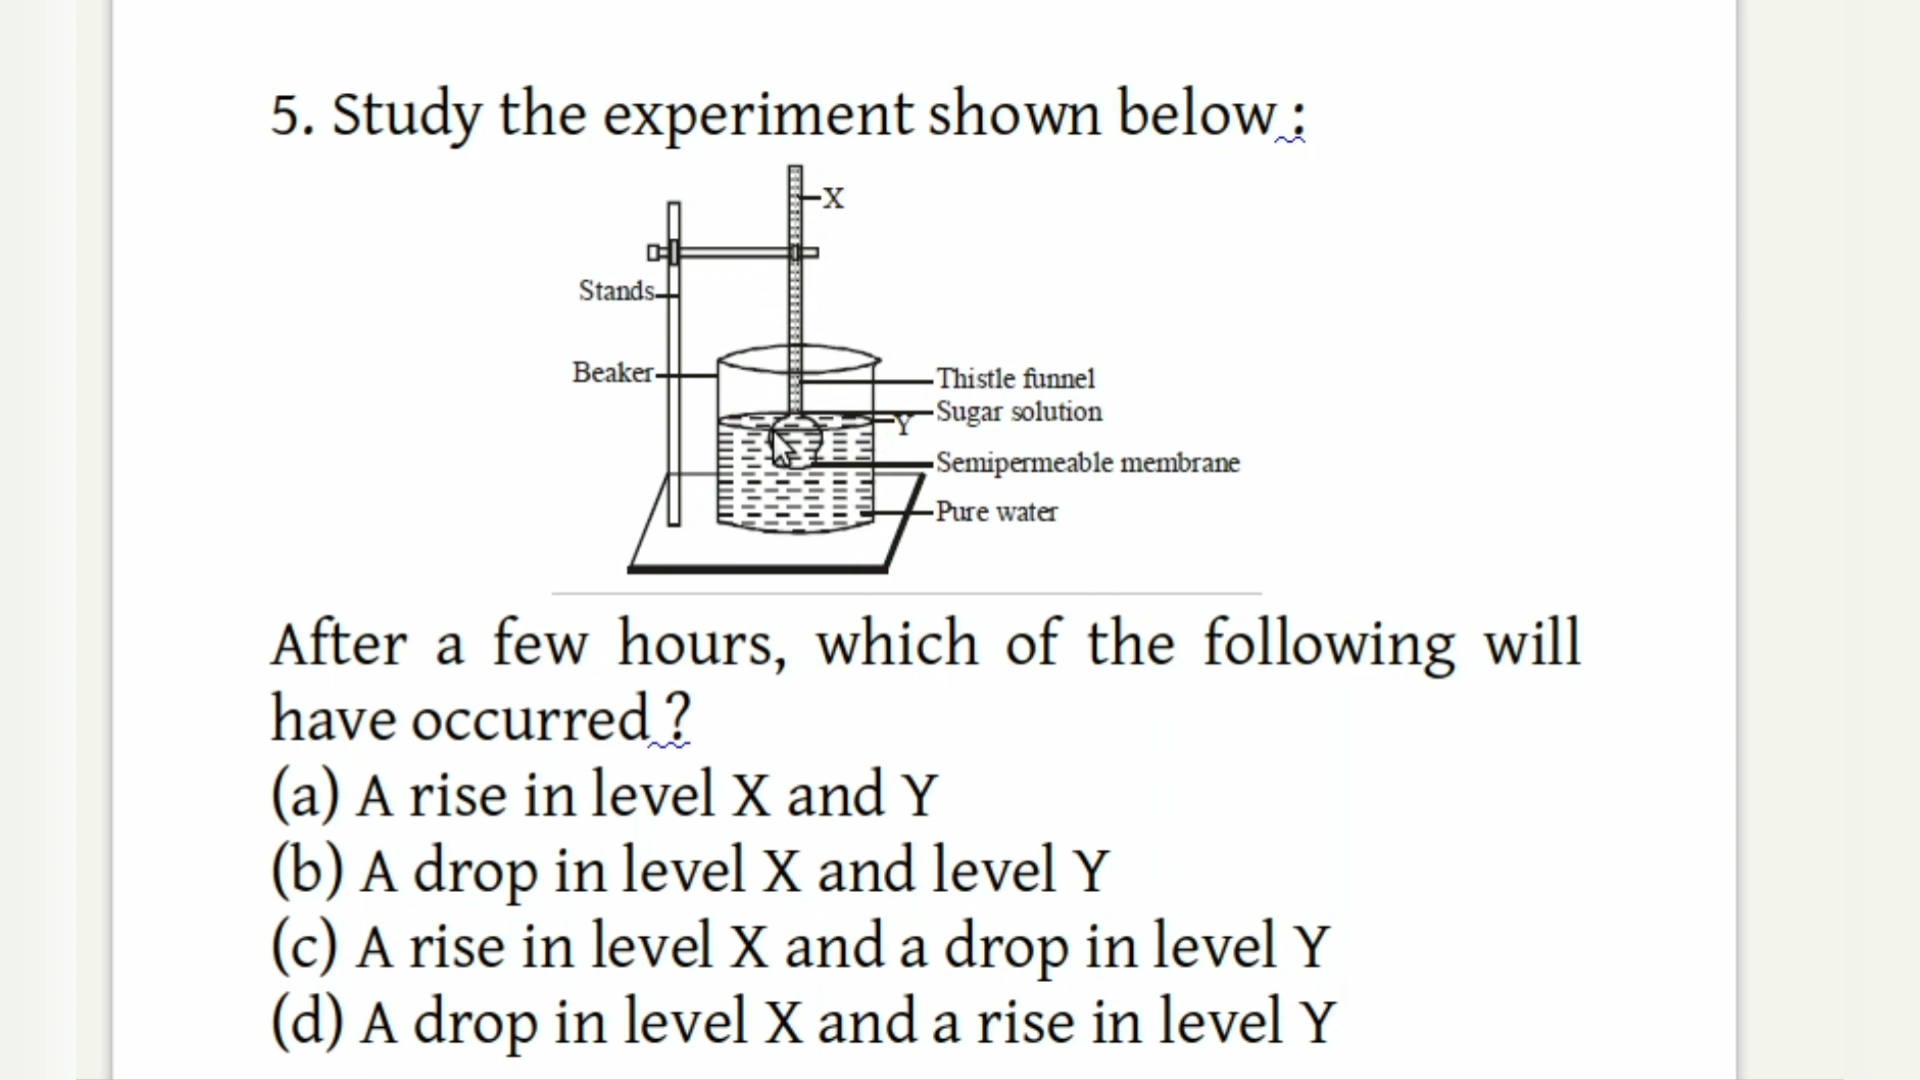 5. Study the experiment shown below :
X
Stands
Beaker
Thistle funnel
Sugar solution
Y
Semipermeable membrane
Pure water
After a few hours, which of the following will
have occurred ?
(a) A rise in level X and Y
(b) A drop in level X and level Y
(c) A rise in level X and a drop in level Y
(d) A drop in level X and a rise in level Y